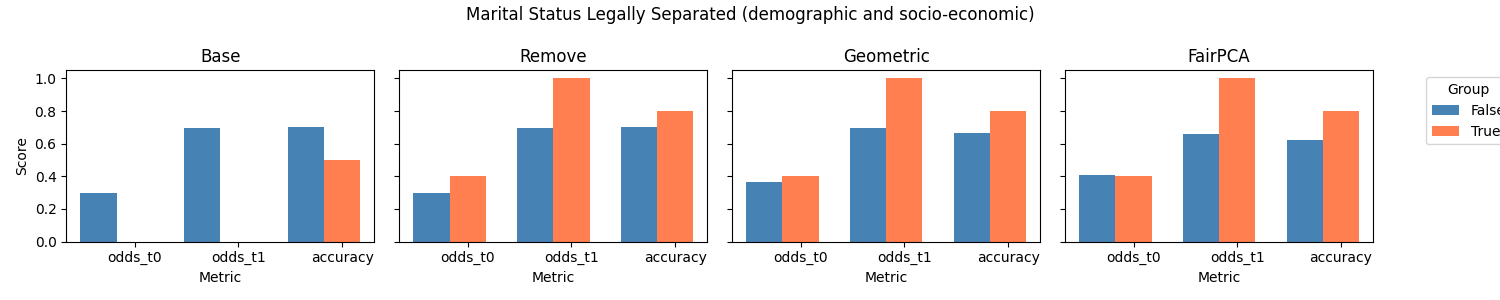 Marital Status Legally Separated (demographic and socio-economic)
Base
Remove
Geometric
FairPCA
Score
1.0
0.8
0.6
0.4
0.2
0.0
odds_t0 odds_t1 accuracy
Metric
odds_t0 odds_t1 accuracy
Metric
odds_t0 odds_t1 accuracy
Metric
odds_t0 odds_t1 accuracy
Metric
Group
False
True